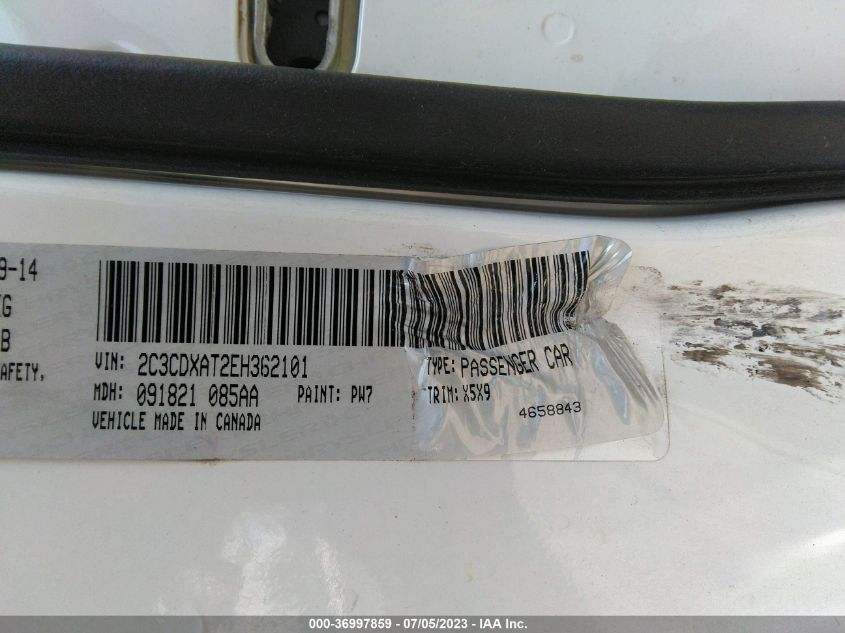 9-14
G
B
AFETY,
VIN: 2C3CDXAT2EH362101 TYPE: PASSENGER CAR
MDH: 091821 085AA PAINT: PW7 TRIM: X5X9
VEHICLE MADE IN CANADA 4658843
000-36997859 - 07/05/2023 - IAA Inc.